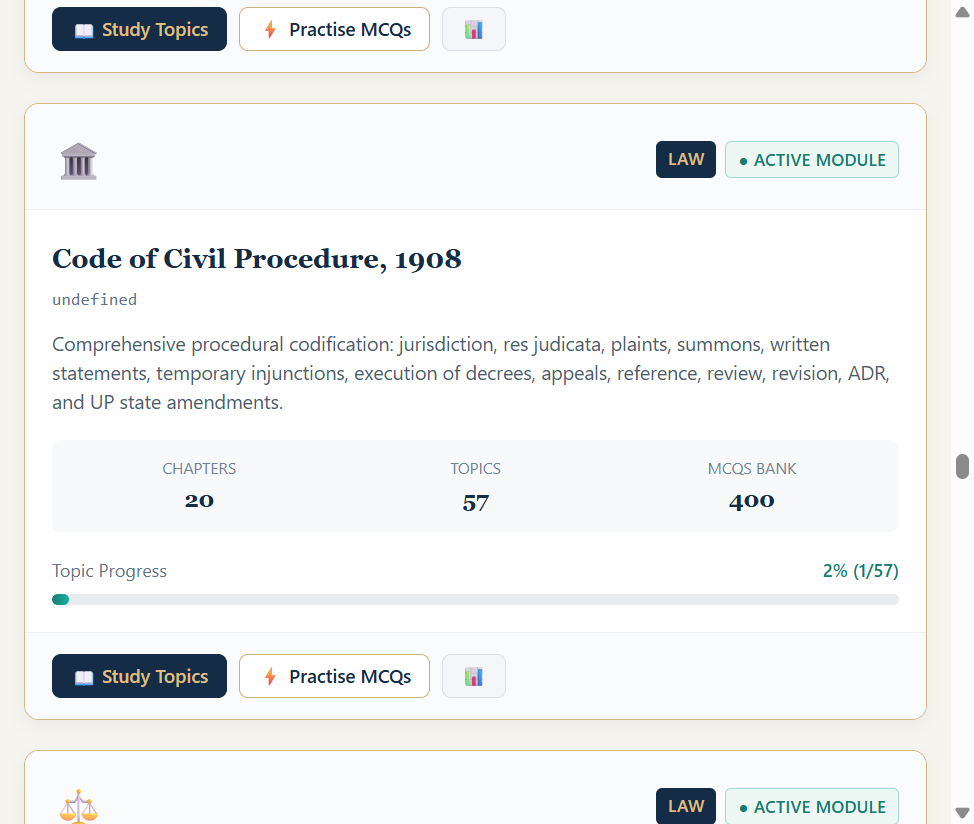 Study Topics
Practise MCQs
LAW
● ACTIVE MODULE
Code of Civil Procedure, 1908
undefined
Comprehensive procedural codification: jurisdiction, res judicata, plaints, summons, written
statements, temporary injunctions, execution of decrees, appeals, reference, review, revision, ADR,
and UP state amendments.
CHAPTERS
TOPICS
MCQS BANK
20
57
400
Topic Progress
2% (1/57)
Study Topics
Practise MCQs
LAW
● ACTIVE MODULE